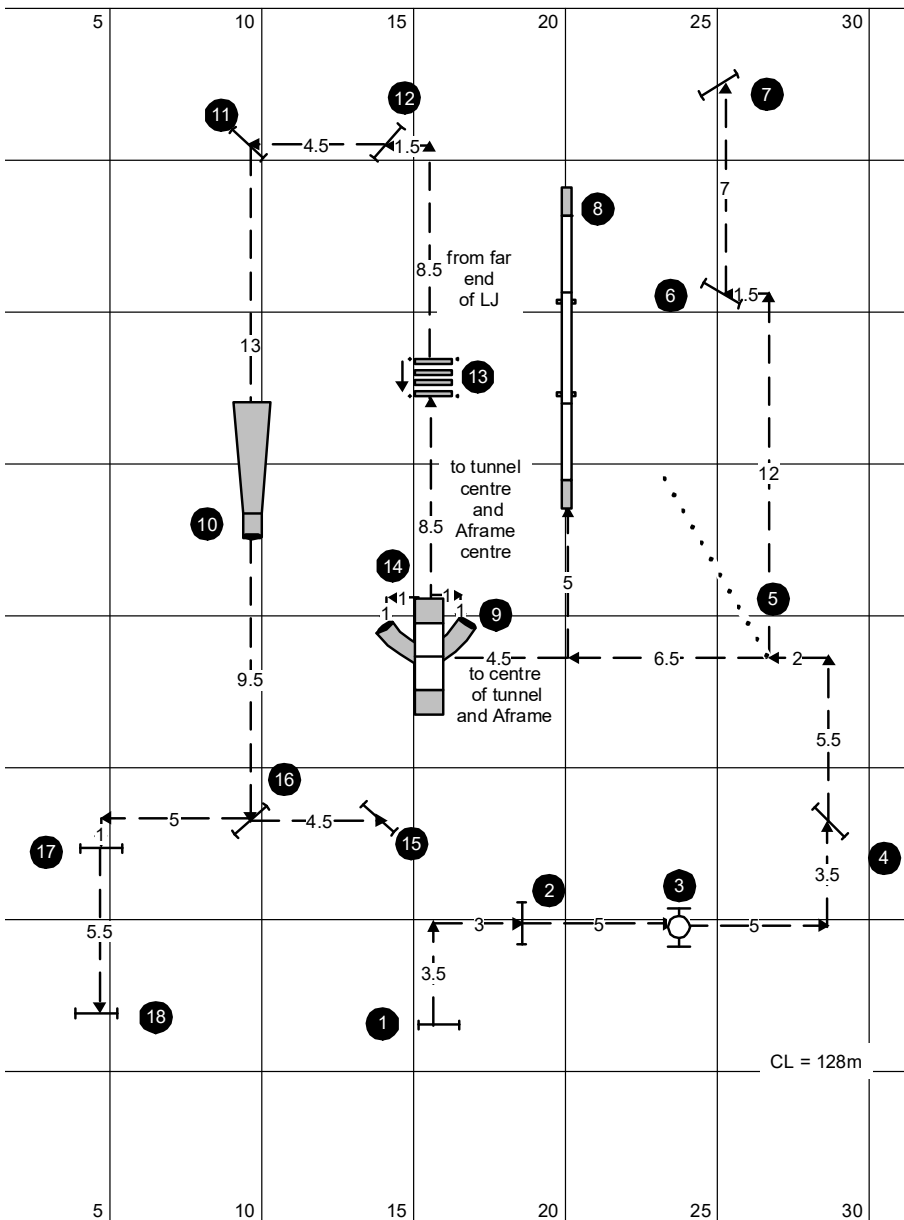 5 10 15 20 25 30
12
7
11
4.5 1.5
7
8
from far
8.5
end
of LJ
6
1.5
13
13
to tunnel
centre
12
and
10
8.5
Aframe
centre
14
5
1 1
5
1 1
9
4.5 6.5 2
to centre
9.5
of tunnel
and Aframe
5.5
16
5 4.5
1
17
15
4
3.5
2
3
3 5 5
5.5
3.5
18
1
CL = 128m
5 10 15 20 25 30